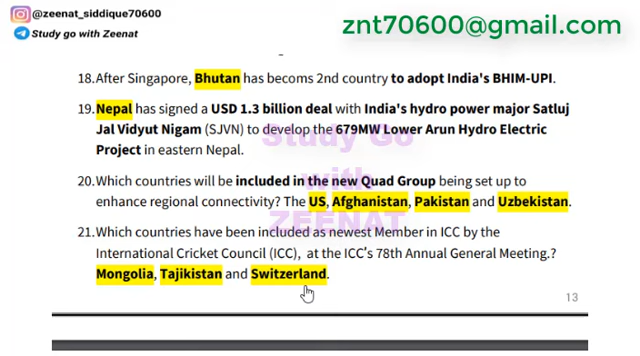 @zeenat_siddique70600
Study go with Zeenat
znt70600@gmail.com
18. After Singapore, Bhutan has becoms 2nd country to adopt India's BHIM-UPI.
19. Nepal has signed a USD 1.3 billion deal with India's hydro power major Satluj
Jal Vidyut Nigam (SJVN) to develop the 679MW Lower Arun Hydro Electric
Project in eastern Nepal.
Study Go
with
ZEENAT
20. Which countries will be included in the new Quad Group being set up to
enhance regional connectivity? The US, Afghanistan, Pakistan and Uzbekistan.
21. Which countries have been included as newest Member in ICC by the
International Cricket Council (ICC), at the ICC's 78th Annual General Meeting.?
Mongolia, Tajikistan and Switzerland.
13